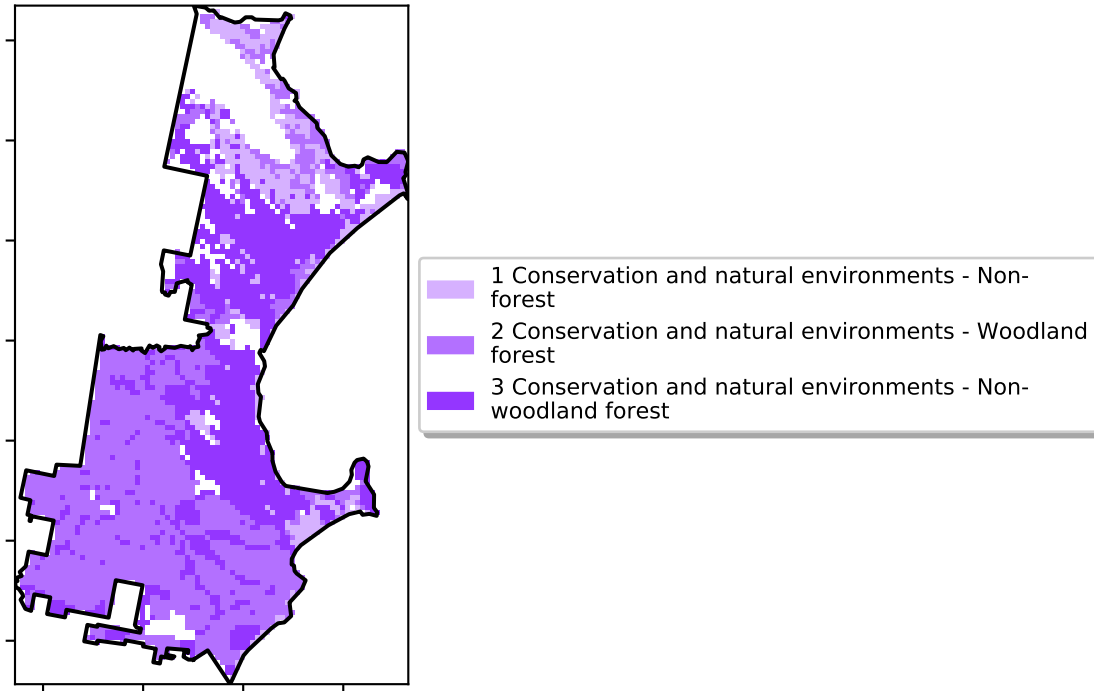 1 Conservation and natural environments - Non-
forest
2 Conservation and natural environments - Woodland
forest
3 Conservation and natural environments - Non-
woodland forest